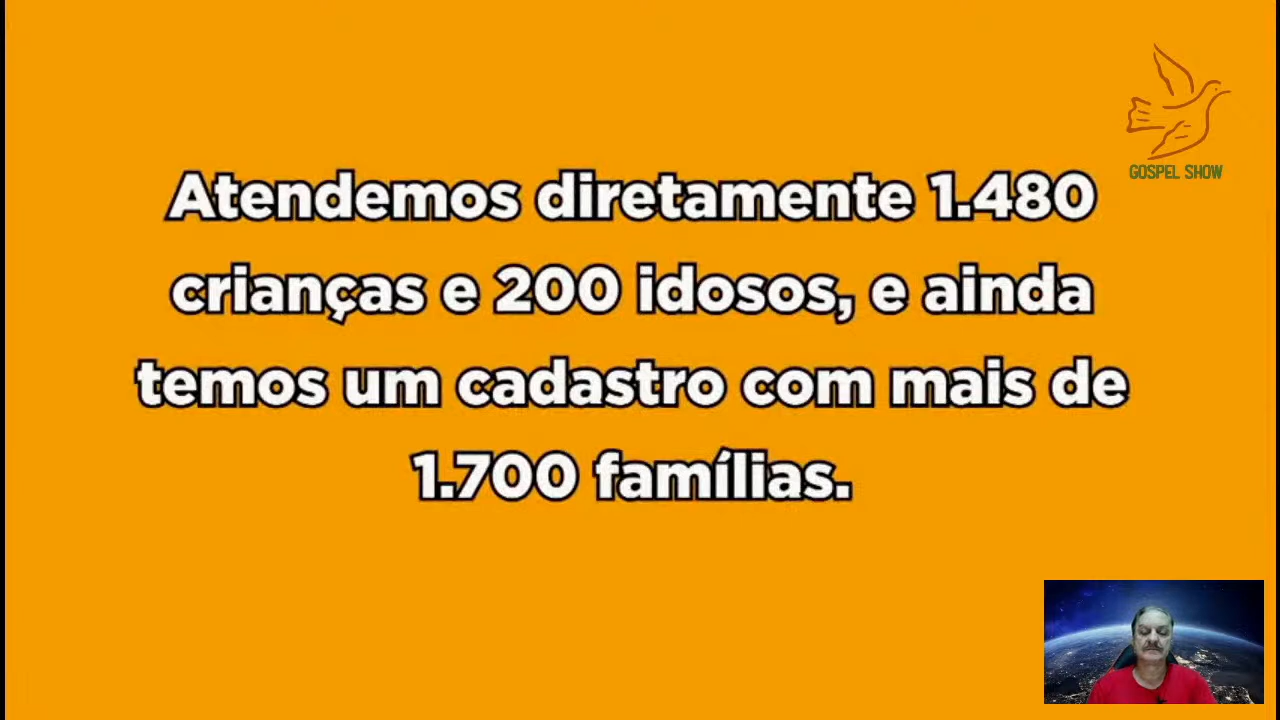 GOSPEL SHOW
Atendemos diretamente 1.480
crianças e 200 idosos, e ainda
temos um cadastro com mais de
1.700 famílias.